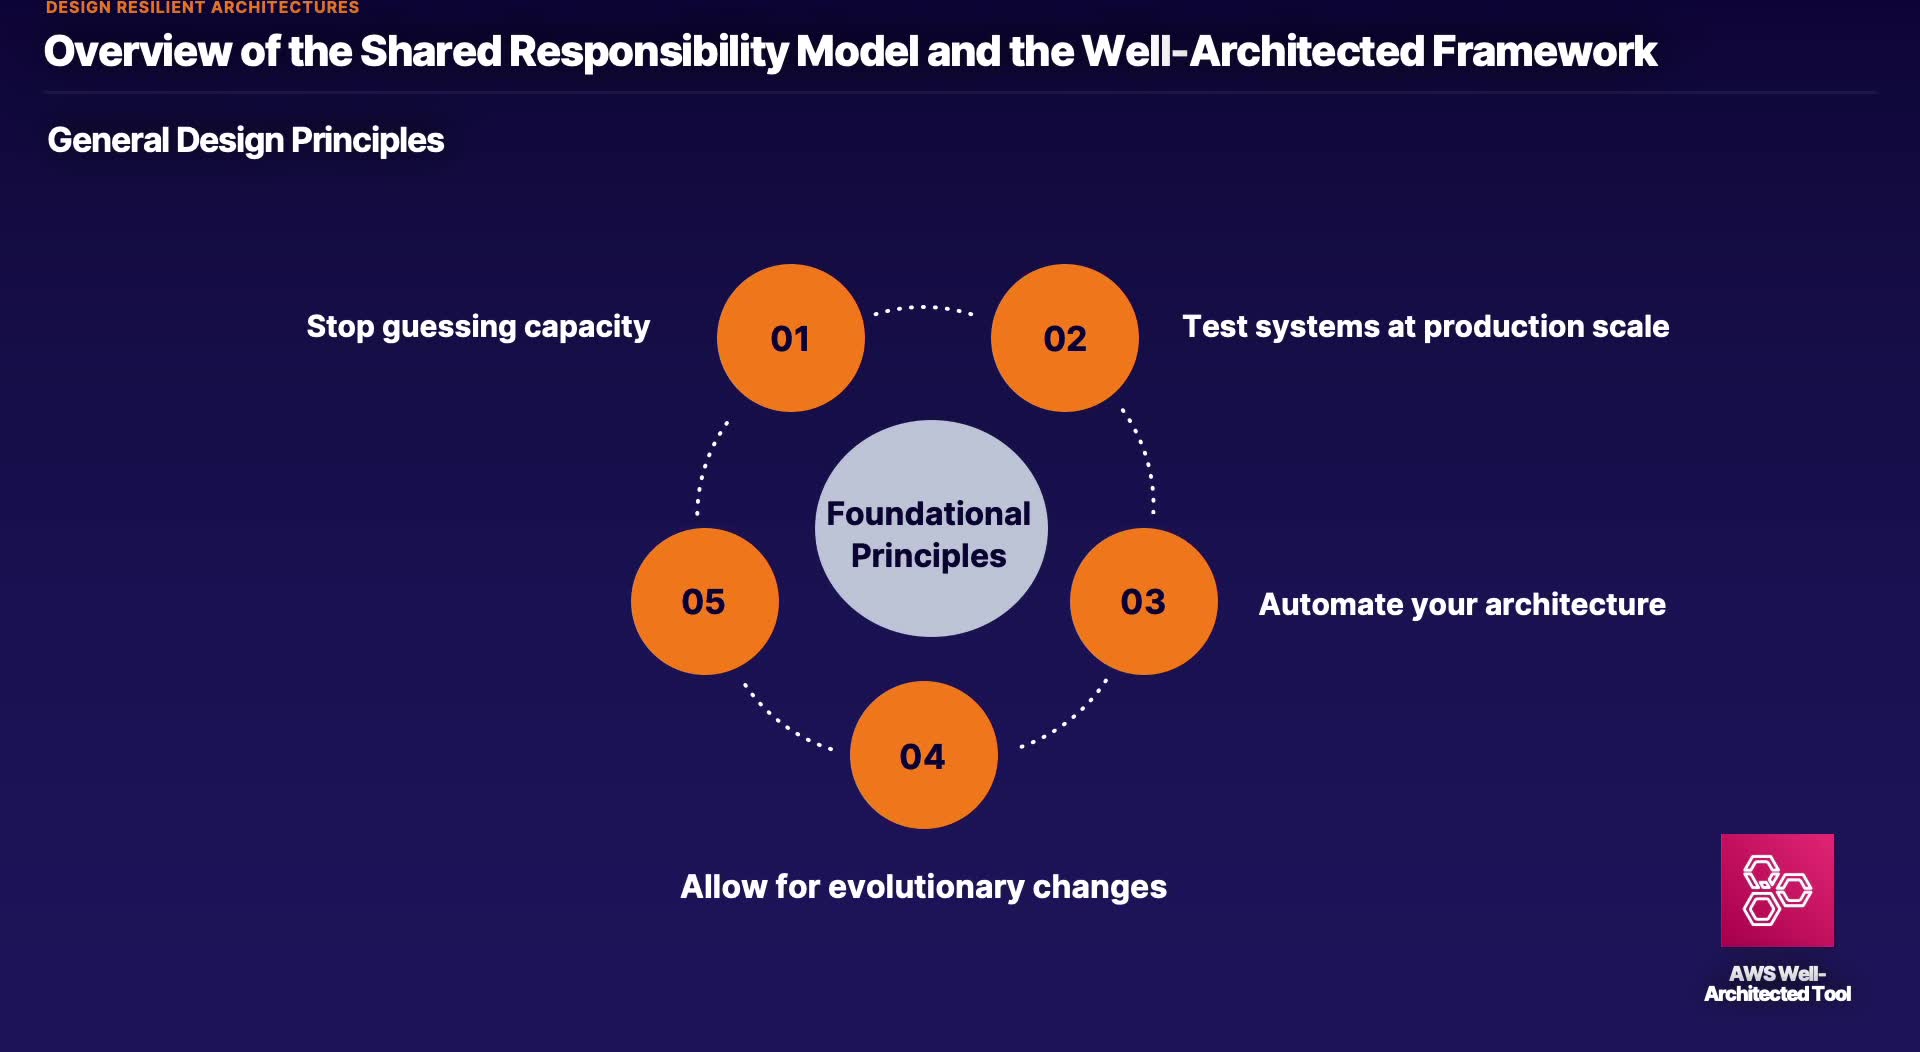 DESIGN RESILIENT ARCHITECTURES
Overview of the Shared Responsibility Model and the Well-Architected Framework
General Design Principles
Stop guessing capacity
01
02
Test systems at production scale
Foundational
Principles
05
03
Automate your architecture
04
Allow for evolutionary changes
AWS Well-
Architected Tool